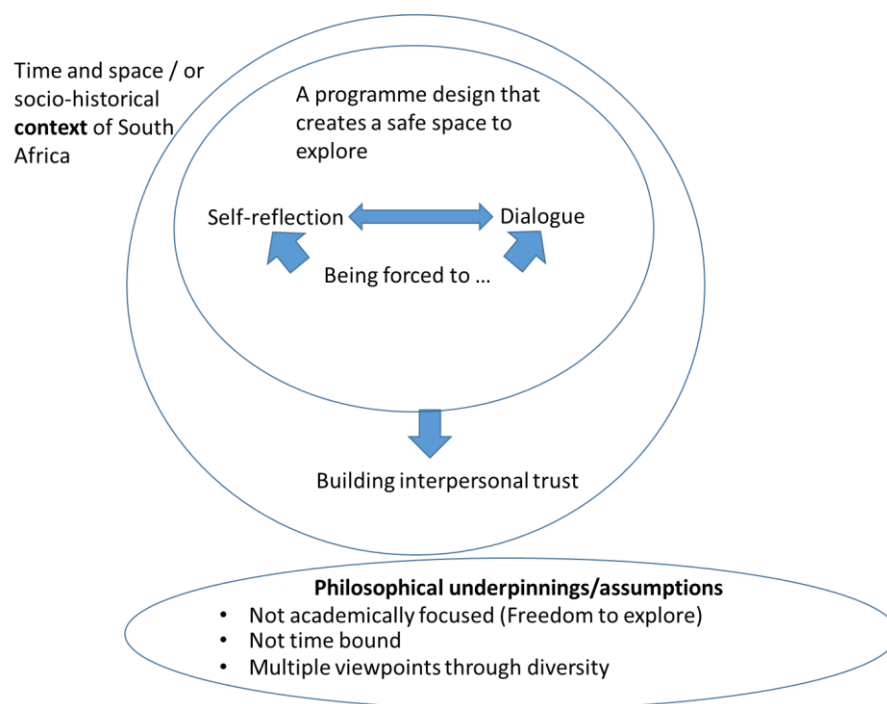 Time and space / or
socio-historical
context of South
Africa
A programme design that
creates a safe space to
explore
Self-reflection
Dialogue
Being forced to ...
Building interpersonal trust
Philosophical underpinnings/assumptions
• Not academically focused (Freedom to explore)
• Not time bound
• Multiple viewpoints through diversity